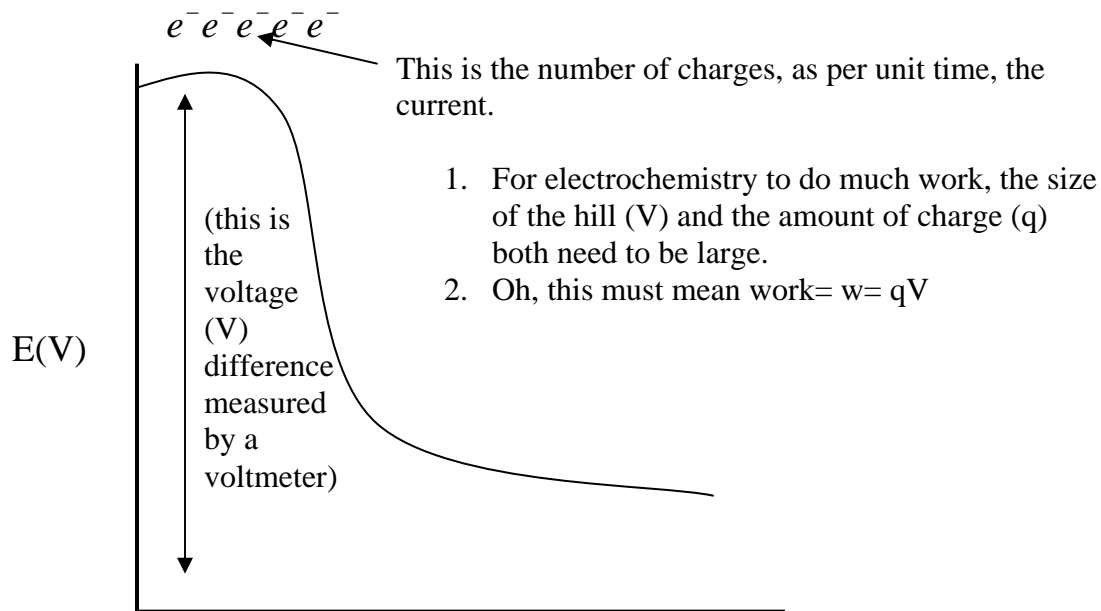 e⁻ e⁻ e⁻ e⁻ e⁻
This is the number of charges, as per unit time, the
current.
1. For electrochemistry to do much work, the size
of the hill (V) and the amount of charge (q)
both need to be large.
2. Oh, this must mean work= w= qV
(this is
the
voltage
(V)
difference
measured
by a
voltmeter)
E(V)